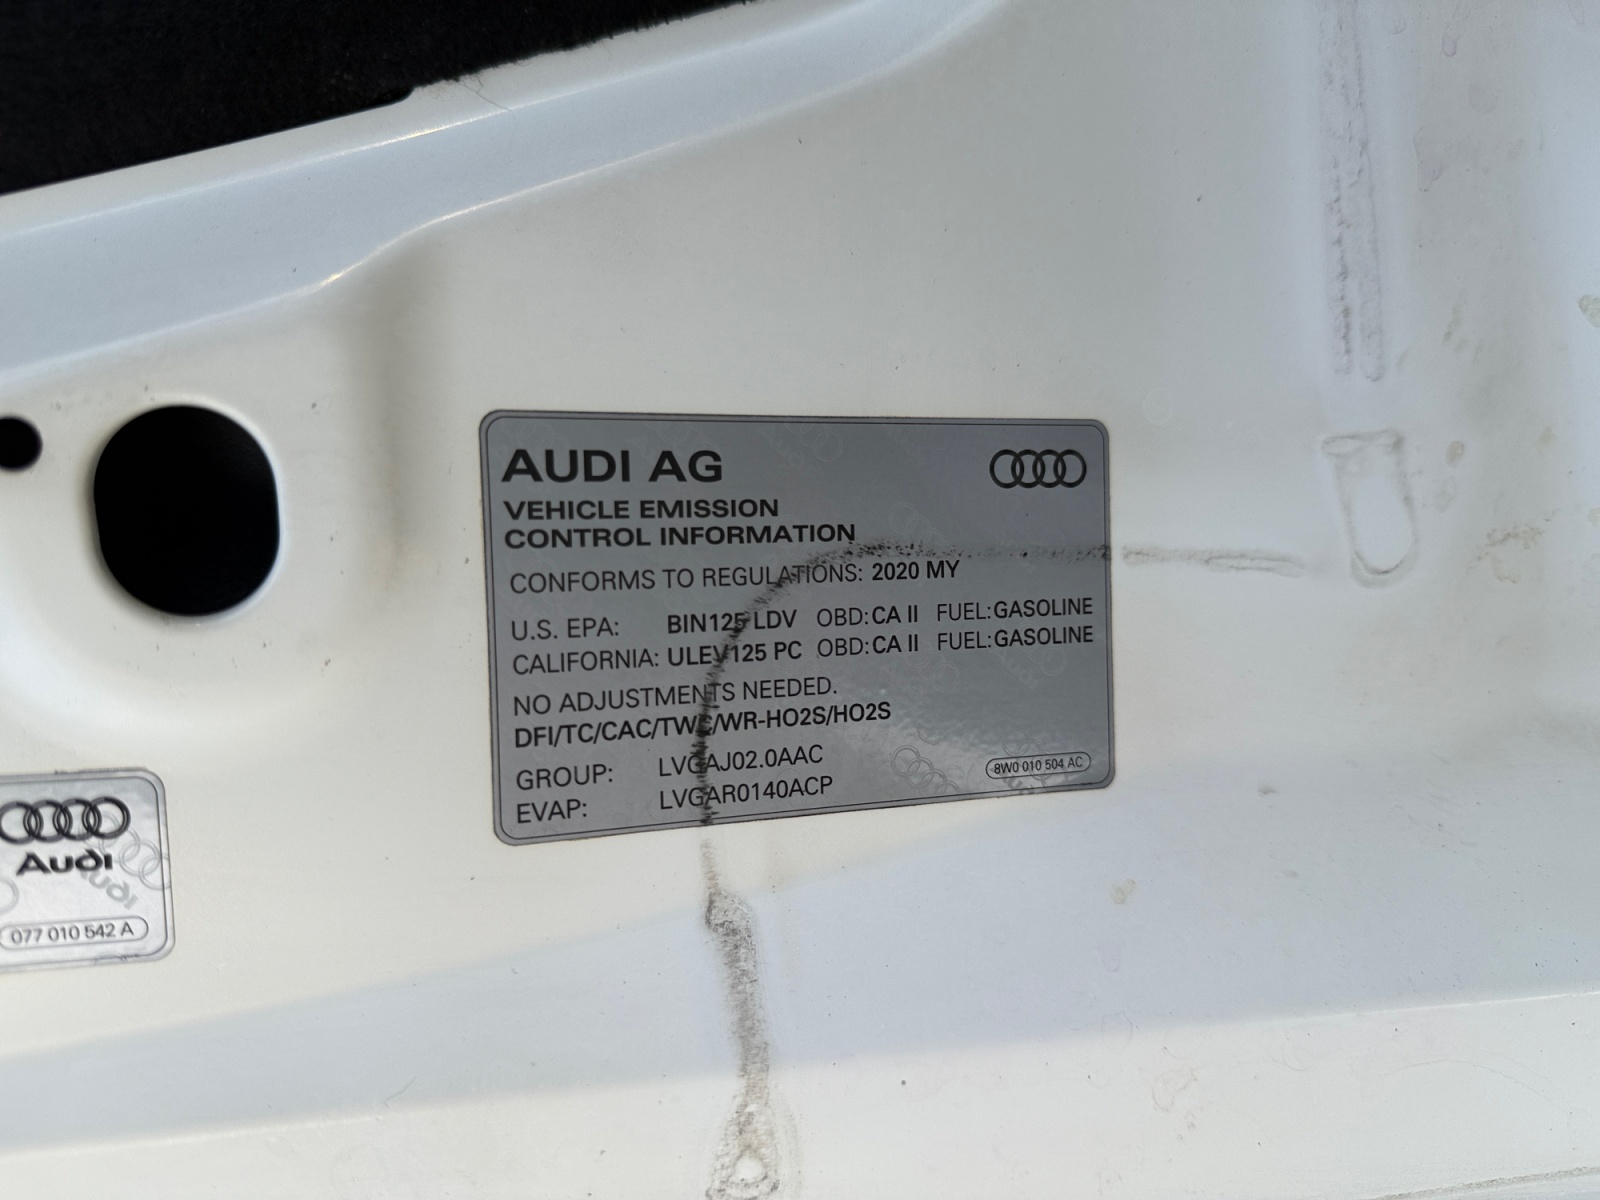 AUDI AG
VEHICLE EMISSION
CONTROL INFORMATION
CONFORMS TO REGULATIONS: 2020 MY
U.S. EPA: BIN125 LDV OBD: CA II FUEL: GASOLINE
CALIFORNIA: ULEV125 PC OBD: CA II FUEL: GASOLINE
NO ADJUSTMENTS NEEDED.
DFI/TC/CAC/TWC/WR-HO2S/HO2S
GROUP: LVGAJ02.0AAC
EVAP: LVGAR0140ACP
8W0 010 504 AC
Audi
077 010 542 A